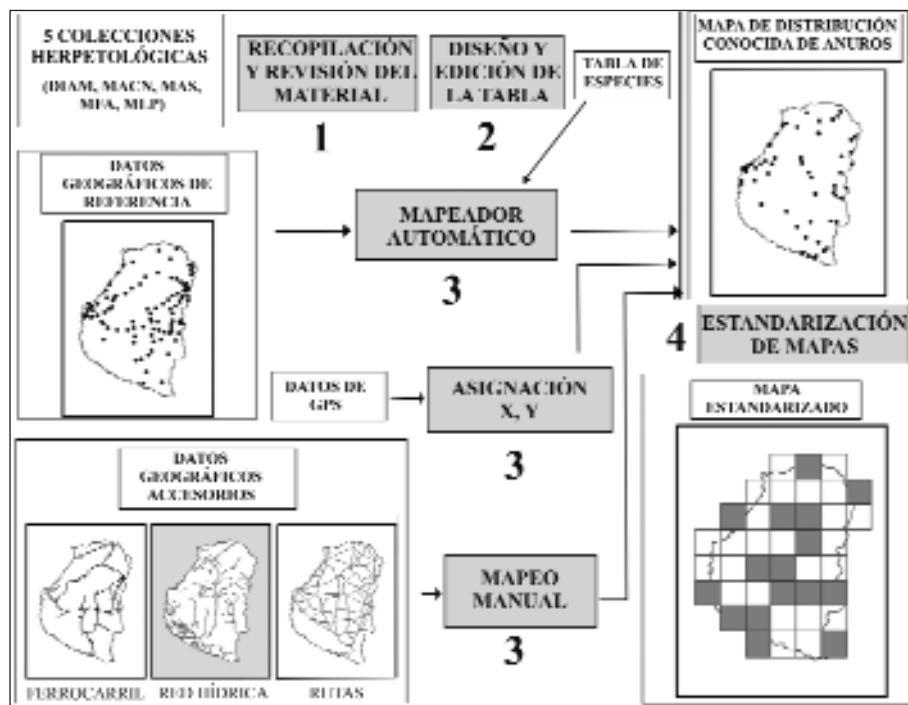 5 COLECCIONES
HERPETOLÓGICAS
(DIAM, MACN, MAS,
MFA, MLP)
RECOPILACIÓN
Y REVISIÓN DEL
MATERIAL
1
DISEÑO Y
EDICIÓN DE
LA TABLA
2
TABLA DE
ESPECIES
MAPA DE DISTRIBUCIÓN
CONOCIDA DE ANUROS
DATOS
GEOGRÁFICOS DE
REFERENCIA
MAPEADOR
AUTOMÁTICO
3
4
ESTANDARIZACIÓN
DE MAPAS
DATOS DE
GPS
ASIGNACIÓN
X, Y
3
MAPA
ESTANDARIZADO
DATOS
GEOGRÁFICOS
ACCESORIOS
MAPEO
MANUAL
3
FERROCARRIL
RED HÍDRICA
RUTAS